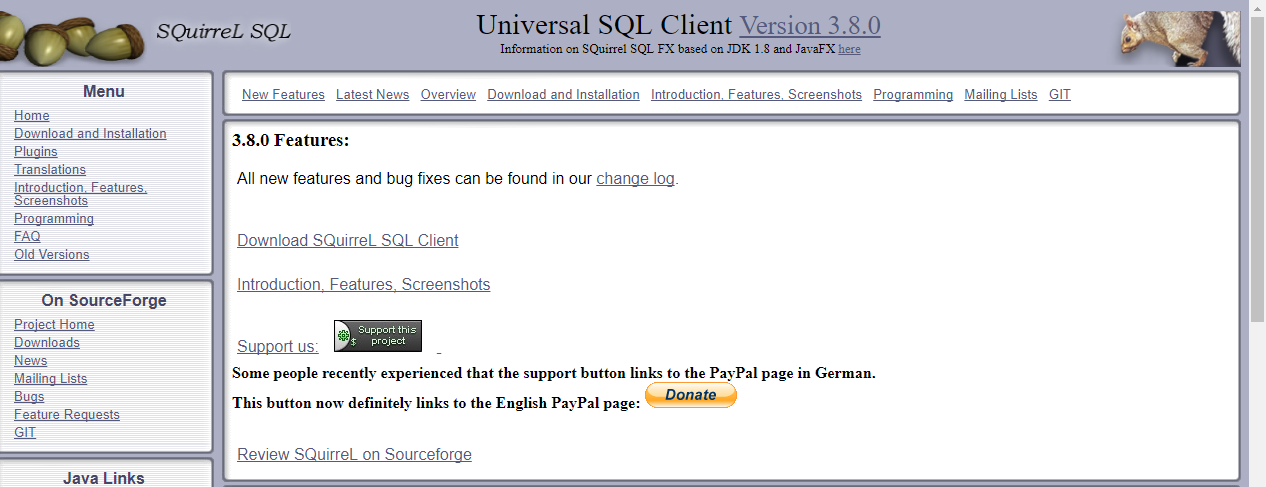 SQuirreL SQL
Universal SQL Client Version 3.8.0
Information on SQuirrel SQL FX based on JDK 1.8 and JavaFX here
Menu
Home
Download and Installation
Plugins
Translations
Introduction, Features,
Screenshots
Programming
FAQ
Old Versions
On SourceForge
Project Home
Downloads
News
Mailing Lists
Bugs
Feature Requests
GIT
Java Links
New Features Latest News Overview Download and Installation Introduction, Features, Screenshots Programming Mailing Lists GIT
3.8.0 Features:
All new features and bug fixes can be found in our change log.
Download SQuirreL SQL Client
Introduction, Features, Screenshots
Support us: $ Support this
project
Some people recently experienced that the support button links to the PayPal page in German.
This button now definitely links to the English PayPal page: Donate
Review SQuirreL on Sourceforge